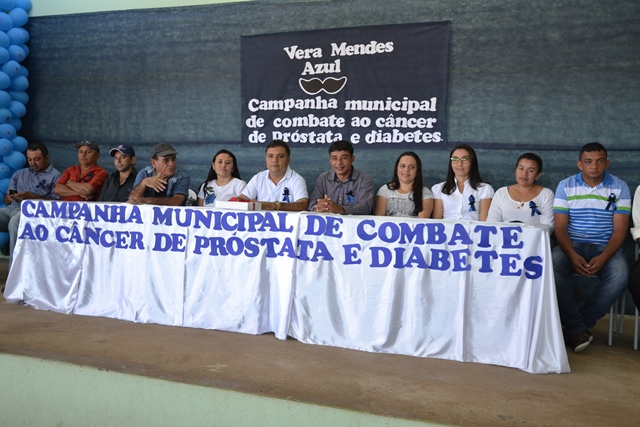 Vera Mendes
Azul
Campanha municipal
de combate ao câncer
de próstata e diabetes
CAMPANHA MUNICIPAL DE COMBATE
AO CÂNCER DE PRÓSTATA E DIABETES